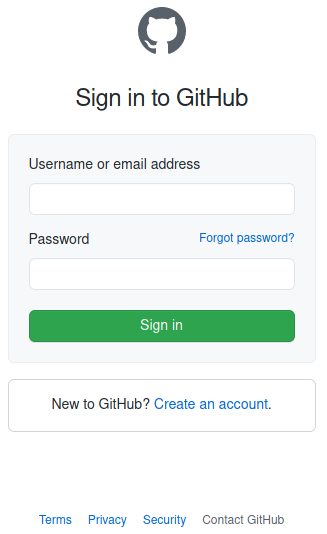 Sign in to GitHub
Username or email address
Password Forgot password?
Sign in
New to GitHub? Create an account.
Terms Privacy Security Contact GitHub